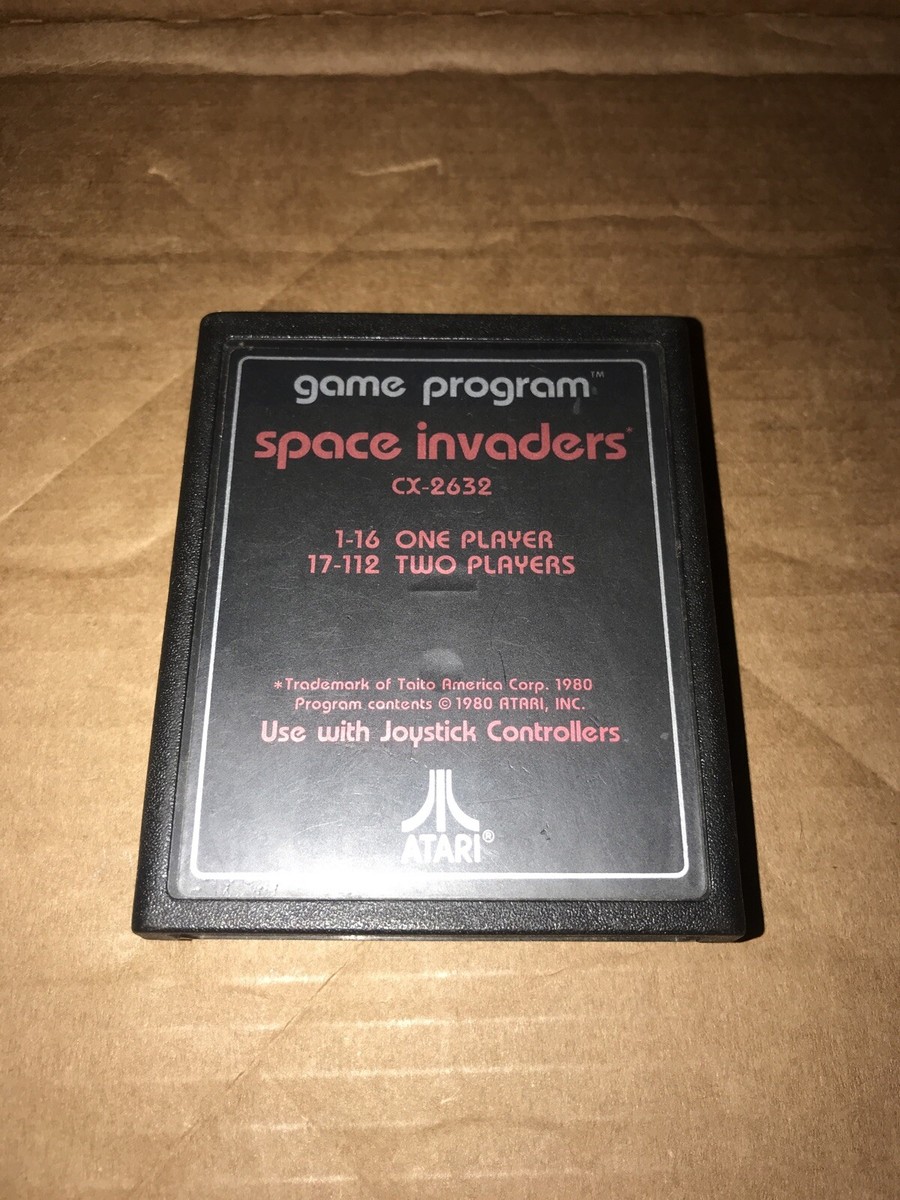 game program™
space invaders*
CX-2632
1-16 ONE PLAYER
17-112 TWO PLAYERS
*Trademark of Taito America Corp. 1980
Program contents © 1980 ATARI, INC.
Use with Joystick Controllers
ATARI®